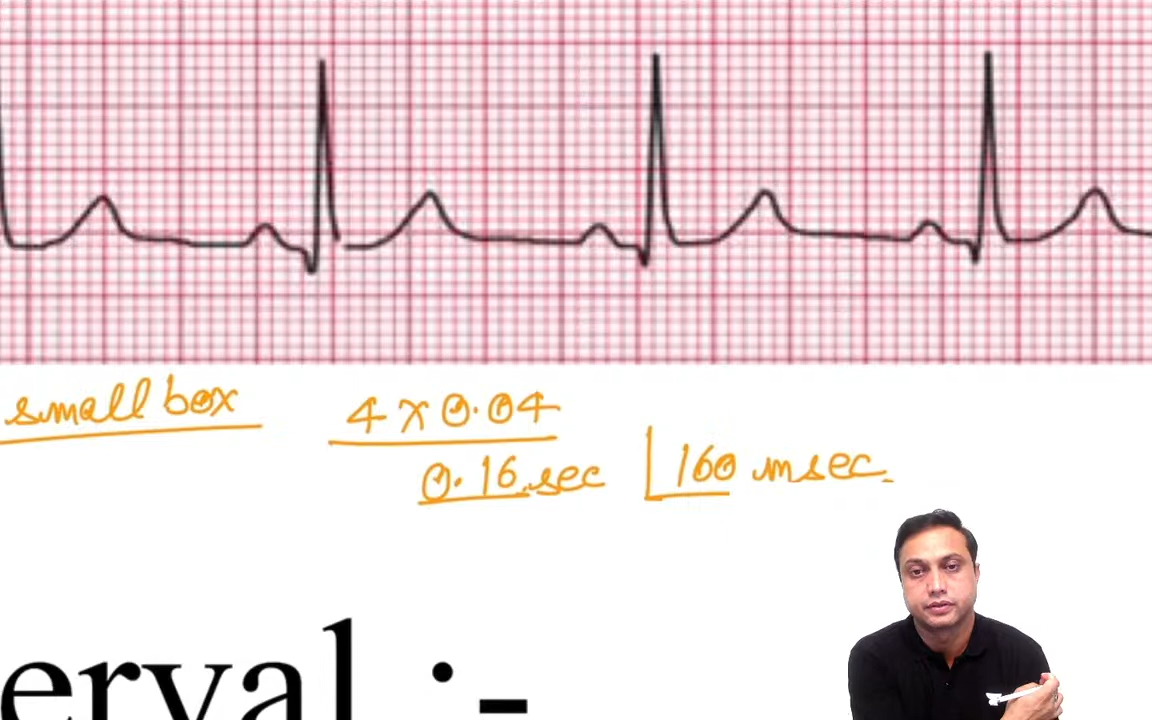 small box
4 x 0.04
0.16 sec 160 msec.
erval :-